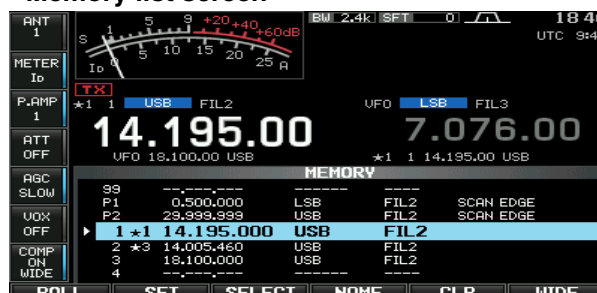 Memory list screen
ANT
1
S 1 5 9 +20 +40 +60dB
BW 2.4k SFT 0
UTC
METER
ID
ID 0 5 10 15 20 25 A
TX
P.AMP
1
★1 1 USB FIL2
VFO LSB FIL3
14.195.00
7.076.00
ATT
OFF
VFO 18.100.00 USB
★1 1 14.195.00 USB
MEMORY
AGC
SLOW
99 --.---.--- ------ ----
P1 0.500.000 LSB FIL2 SCAN EDGE
P2 29.999.999 USB FIL2 SCAN EDGE
VOX
OFF
1 ★1 14.195.000 USB FIL2
2 ★3 14.005.460 USB FIL2
COMP
ON
WIDE
3 18.100.000 USB FIL2
4 --.---.--- ------ ----
ROLL SET SELECT NAME CLR WIDE